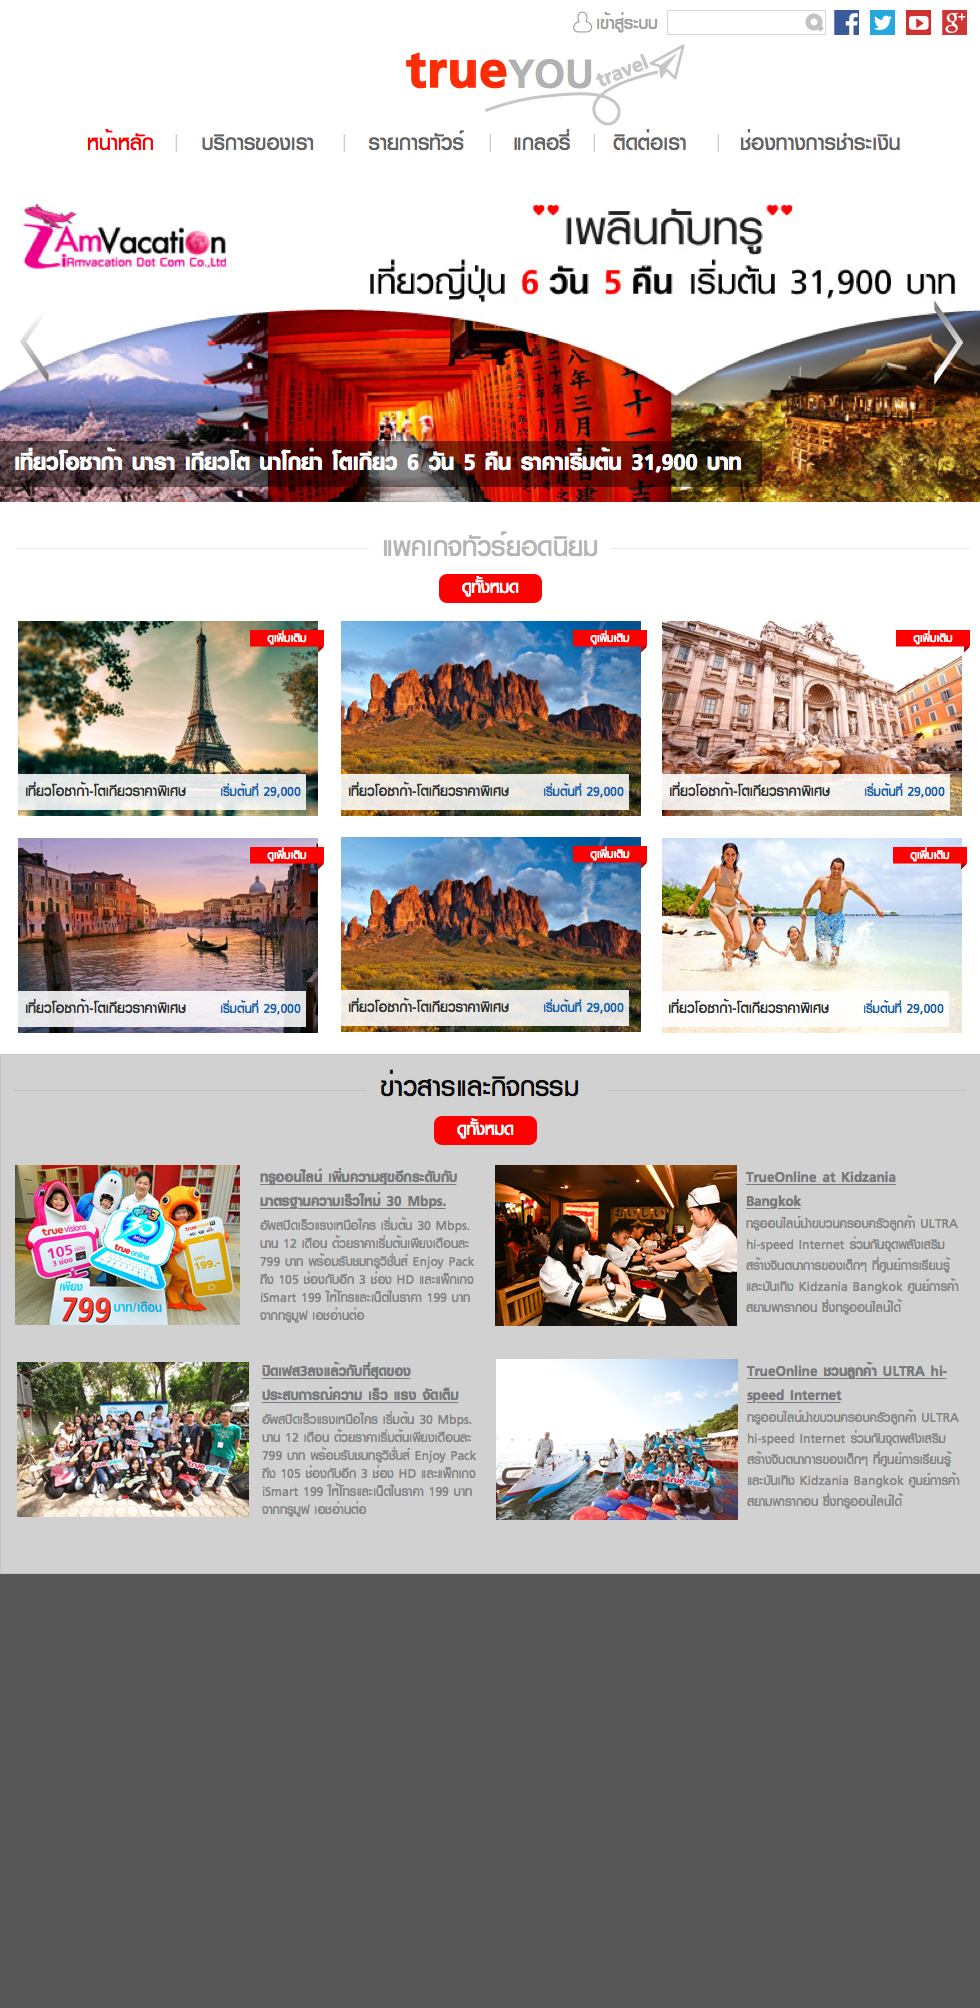 เข้าสู่ระบบ
trueYOU travel
หน้าหลัก | บริการของเรา | รายการทัวร์ | แกลอรี่ | ติดต่อเรา | ช่องทางการชำระเงิน
iAmVacation
iAmvacation Dot Com Co.,Ltd
เพลินกับทรู
เที่ยวญี่ปุ่น 6 วัน 5 คืน เริ่มต้น 31,900 บาท
เที่ยวโอซาก้า นารา เกียวโต นาโกย่า โตเกียว 6 วัน 5 คืน ราคาเริ่มต้น 31,900 บาท
แพคเกจทัวร์ยอดนิยม
ดูทั้งหมด
ดูเพิ่มเติม
เที่ยวโอซาก้า-โตเกียวราคาพิเศษ เริ่มต้นที่ 29,000
ดูเพิ่มเติม
เที่ยวโอซาก้า-โตเกียวราคาพิเศษ เริ่มต้นที่ 29,000
ดูเพิ่มเติม
เที่ยวโอซาก้า-โตเกียวราคาพิเศษ เริ่มต้นที่ 29,000
ดูเพิ่มเติม
เที่ยวโอซาก้า-โตเกียวราคาพิเศษ เริ่มต้นที่ 29,000
ดูเพิ่มเติม
เที่ยวโอซาก้า-โตเกียวราคาพิเศษ เริ่มต้นที่ 29,000
ดูเพิ่มเติม
เที่ยวโอซาก้า-โตเกียวราคาพิเศษ เริ่มต้นที่ 29,000
ข่าวสารและกิจกรรม
ดูทั้งหมด
true visions
105 ช่อง
3 ช่อง HD
true online
199.-
เพียง
799 บาท/เดือน
ทรูออนไลน์ เพิ่มความสุขอีกระดับกับ
มาตรฐานความเร็วใหม่ 30 Mbps.
อัพสปีดเร็วแรงเหนือใคร เริ่มต้น 30 Mbps.
นาน 12 เดือน ด้วยราคาเริ่มต้นเพียงเดือนละ
799 บาท พร้อมรับชมทรูวิชั่นส์ Enjoy Pack
ถึง 105 ช่องกับอีก 3 ช่อง HD และแพ็กเกจ
iSmart 199 ให้โทรและเน็ตในราคา 199 บาท
จากทรูมูฟ เอชอ่านต่อ
TrueOnline at Kidzania
Bangkok
ทรูออนไลน์นำขบวนครอบครัวลูกค้า ULTRA
hi-speed Internet ร่วมกันจุดพลังเสริม
สร้างจินตนาการของเด็กๆ ที่ศูนย์การเรียนรู้
และบันเทิง Kidzania Bangkok ศูนย์การค้า
สยามพารากอน ซึ่งทรูออนไลน์ได้
ปิดเฟส3ลงแล้วกับที่สุดของ
ประสบการณ์ความ เร็ว แรง จัดเต็ม
อัพสปีดเร็วแรงเหนือใคร เริ่มต้น 30 Mbps.
นาน 12 เดือน ด้วยราคาเริ่มต้นเพียงเดือนละ
799 บาท พร้อมรับชมทรูวิชั่นส์ Enjoy Pack
ถึง 105 ช่องกับอีก 3 ช่อง HD และแพ็กเกจ
iSmart 199 ให้โทรและเน็ตในราคา 199 บาท
จากทรูมูฟ เอชอ่านต่อ
true online
true online
TrueOnline ชวนลูกค้า ULTRA hi-
speed Internet
ทรูออนไลน์นำขบวนครอบครัวลูกค้า ULTRA
hi-speed Internet ร่วมกันจุดพลังเสริม
สร้างจินตนาการของเด็กๆ ที่ศูนย์การเรียนรู้
และบันเทิง Kidzania Bangkok ศูนย์การค้า
สยามพารากอน ซึ่งทรูออนไลน์ได้